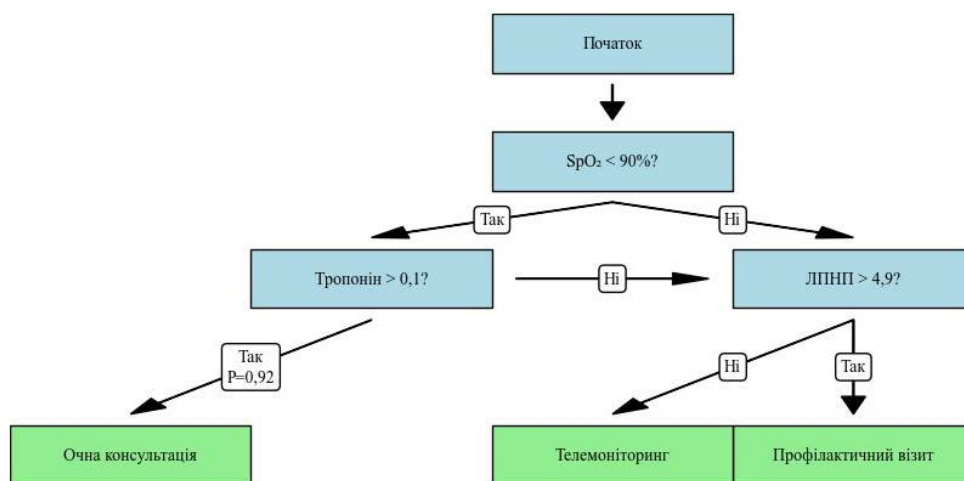 Початок
SpO₂ < 90%?
Так
Ні
Тропонін > 0,1?
Ні
ЛПНП > 4,9?
Так
P=0,92
Ні
Так
Очна консультація
Телемоніторинг
Профілактичний візит